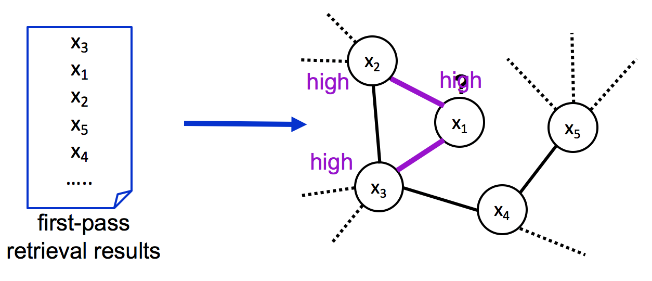 x3
x1
x2
x5
x4
.....
first-pass
retrieval results
x2
high
high
?
x1
x5
high
x3
x4